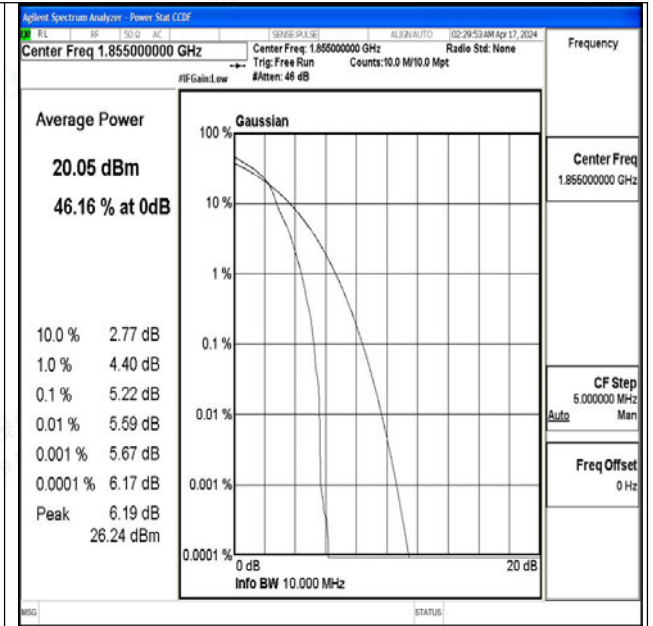 Agilent Spectrum Analyzer - Power Stat CCDF
RL RF 50 Ω AC SENSE:PULSE ALIGN AUTO 02:29:53 AM Apr 17, 2024
Center Freq 1.855000000 GHz
Center Freq: 1.855000000 GHz Radio Std: None
Trig: Free Run Counts:10.0 M/10.0 Mpt
#IFGain:Low #Atten: 46 dB
Frequency
Average Power
20.05 dBm
46.16 % at 0dB
10.0 % 2.77 dB
1.0 % 4.40 dB
0.1 % 5.22 dB
0.01 % 5.59 dB
0.001 % 5.67 dB
0.0001 % 6.17 dB
Peak 6.19 dB
26.24 dBm
Gaussian
100 %
10 %
1 %
0.1 %
0.01 %
0.001 %
0.0001 %
0 dB 20 dB
Info BW 10.000 MHz
Center Freq
1.855000000 GHz
CF Step
5.000000 MHz
Auto Man
Freq Offset
0 Hz
MSG STATUS